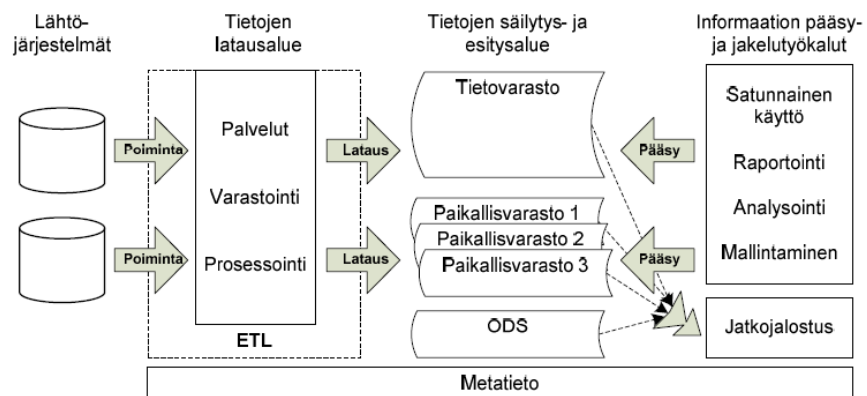 Lähtö-
järjestelmät
Tietojen
latausalue
Tietojen säilytys- ja
esitysalue
Informaation pääsy-
ja jakelutyökalut
Poiminta
Poiminta
Palvelut
Varastointi
Prosessointi
ETL
Lataus
Lataus
Tietovarasto
Paikallisvarasto 1
Paikallisvarasto 2
Paikallisvarasto 3
ODS
Pääsy
Pääsy
Satunnainen
käyttö
Raportointi
Analysointi
Mallintaminen
Jatkojalostus
Metatieto